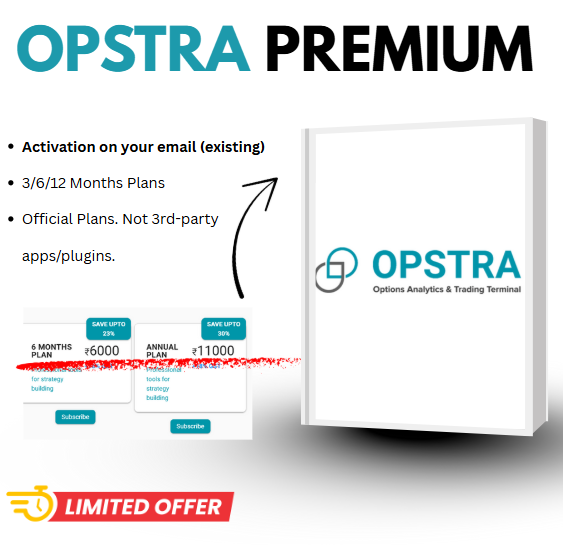 OPSTRA PREMIUM
• Activation on your email (existing)
• 3/6/12 Months Plans
• Official Plans. Not 3rd-party
apps/plugins.
OPSTRA
Options Analytics & Trading Terminal
SAVE UPTO
23%
6 MONTHS
PLAN
₹6000
for strategy
building
Subscribe
SAVE UPTO
30%
ANNUAL
PLAN
₹11000
Professional
tools for
strategy
building
Subscribe
LIMITED OFFER